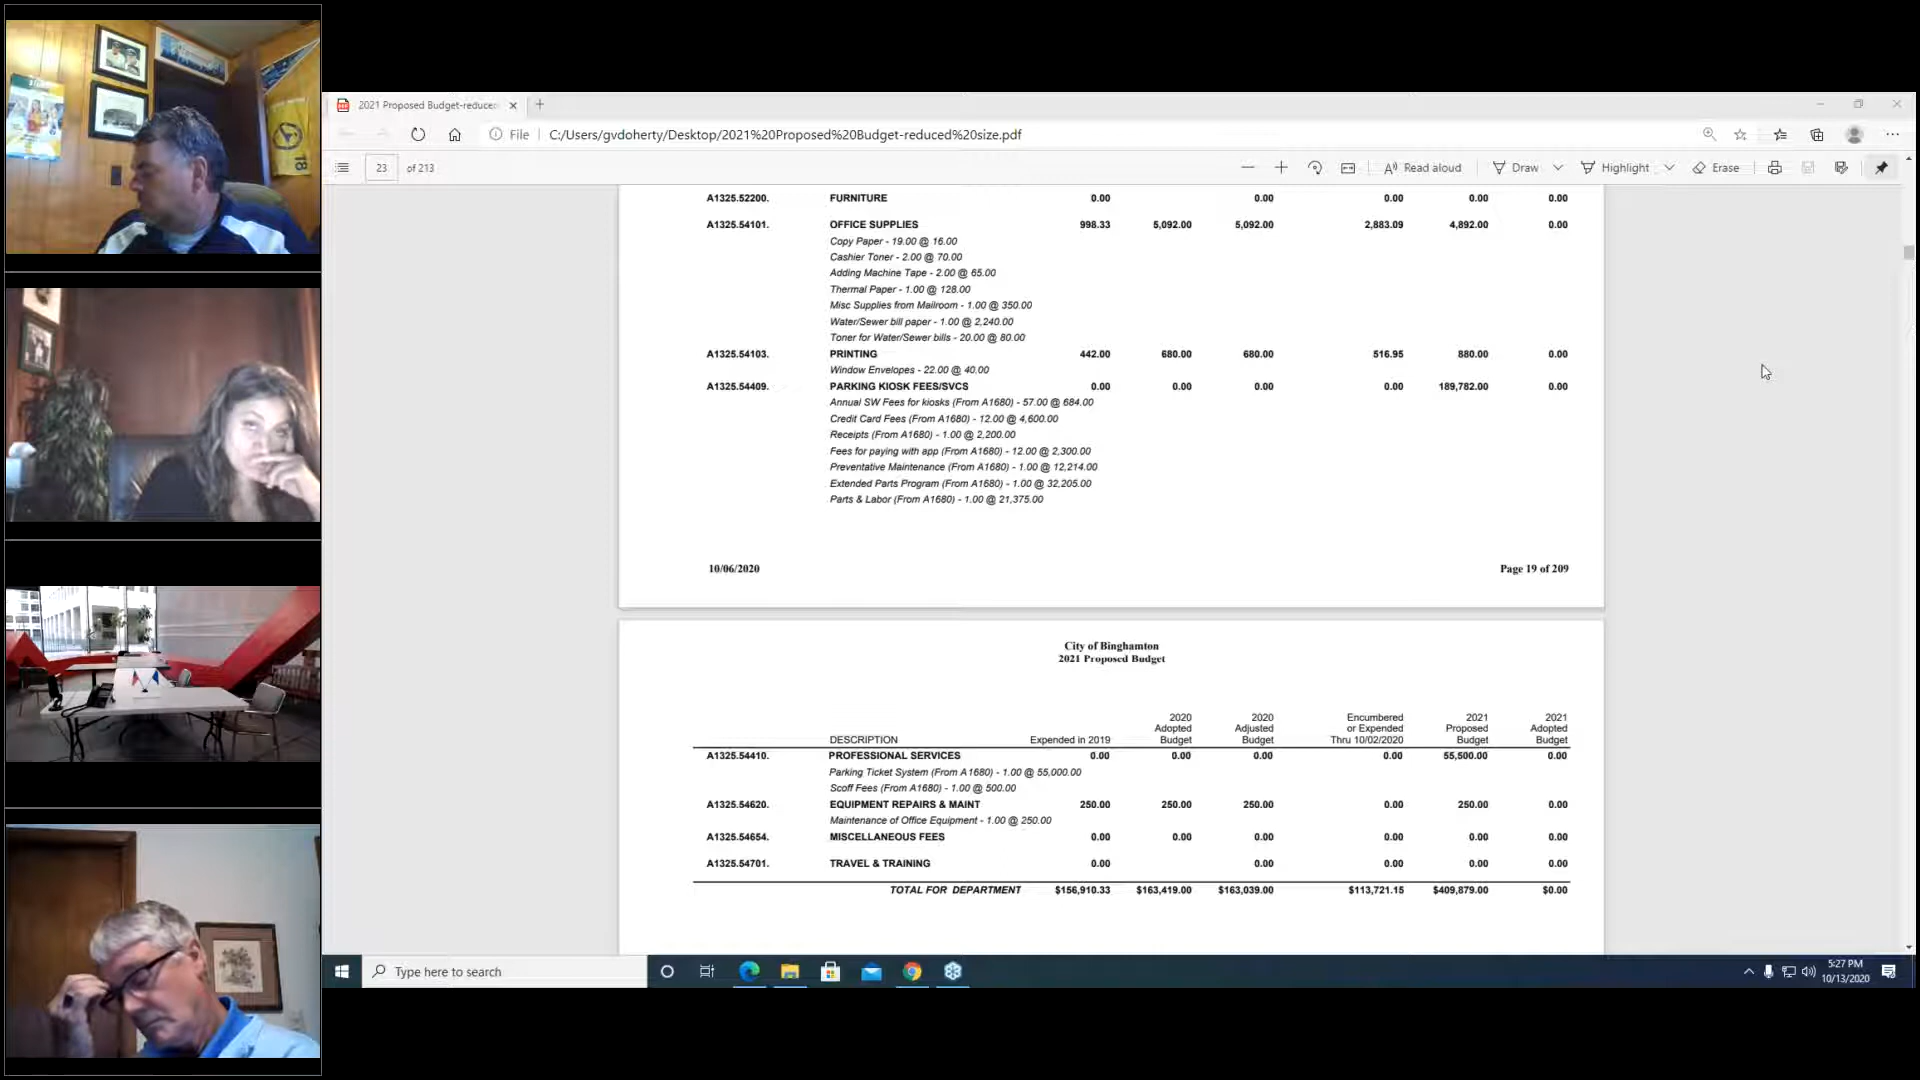 2021 Proposed Budget-reduced
File C:/Users/gvdoherty/Desktop/2021%20Proposed%20Budget-reduced%20size.pdf
23 of 213 Read aloud Draw Highlight Erase
A1325.52200. FURNITURE 0.00 0.00 0.00 0.00 0.00
A1325.54101. OFFICE SUPPLIES 998.33 5,092.00 5,092.00 2,883.09 4,892.00 0.00
Copy Paper - 19.00 @ 16.00
Cashier Toner - 2.00 @ 70.00
Adding Machine Tape - 2.00 @ 65.00
Thermal Paper - 1.00 @ 128.00
Misc Supplies from Mailroom - 1.00 @ 350.00
Water/Sewer bill paper - 1.00 @ 2,240.00
Toner for Water/Sewer bills - 20.00 @ 80.00
A1325.54103. PRINTING 442.00 680.00 680.00 516.95 880.00 0.00
Window Envelopes - 22.00 @ 40.00
A1325.54409. PARKING KIOSK FEES/SVCS 0.00 0.00 0.00 0.00 189,782.00 0.00
Annual SW Fees for kiosks (From A1680) - 57.00 @ 684.00
Credit Card Fees (From A1680) - 12.00 @ 4,600.00
Receipts (From A1680) - 1.00 @ 2,200.00
Fees for paying with app (From A1680) - 12.00 @ 2,300.00
Preventative Maintenance (From A1680) - 1.00 @ 12,214.00
Extended Parts Program (From A1680) - 1.00 @ 32,205.00
Parts & Labor (From A1680) - 1.00 @ 21,375.00
10/06/2020 Page 19 of 209
City of Binghamton
2021 Proposed Budget
2020 2020 Encumbered 2021 2021
Adopted Adjusted or Expended Proposed Adopted
DESCRIPTION Expended in 2019 Budget Budget Thru 10/02/2020 Budget Budget
A1325.54410. PROFESSIONAL SERVICES 0.00 0.00 0.00 0.00 55,500.00 0.00
Parking Ticket System (From A1680) - 1.00 @ 55,000.00
Scoff Fees (From A1680) - 1.00 @ 500.00
A1325.54620. EQUIPMENT REPAIRS & MAINT 250.00 250.00 250.00 0.00 250.00 0.00
Maintenance of Office Equipment - 1.00 @ 250.00
A1325.54654. MISCELLANEOUS FEES 0.00 0.00 0.00 0.00 0.00 0.00
A1325.54701. TRAVEL & TRAINING 0.00 0.00 0.00 0.00 0.00
TOTAL FOR DEPARTMENT $156,910.33 $163,419.00 $163,039.00 $113,721.15 $409,879.00 $0.00
Type here to search
5:27 PM
10/13/2020